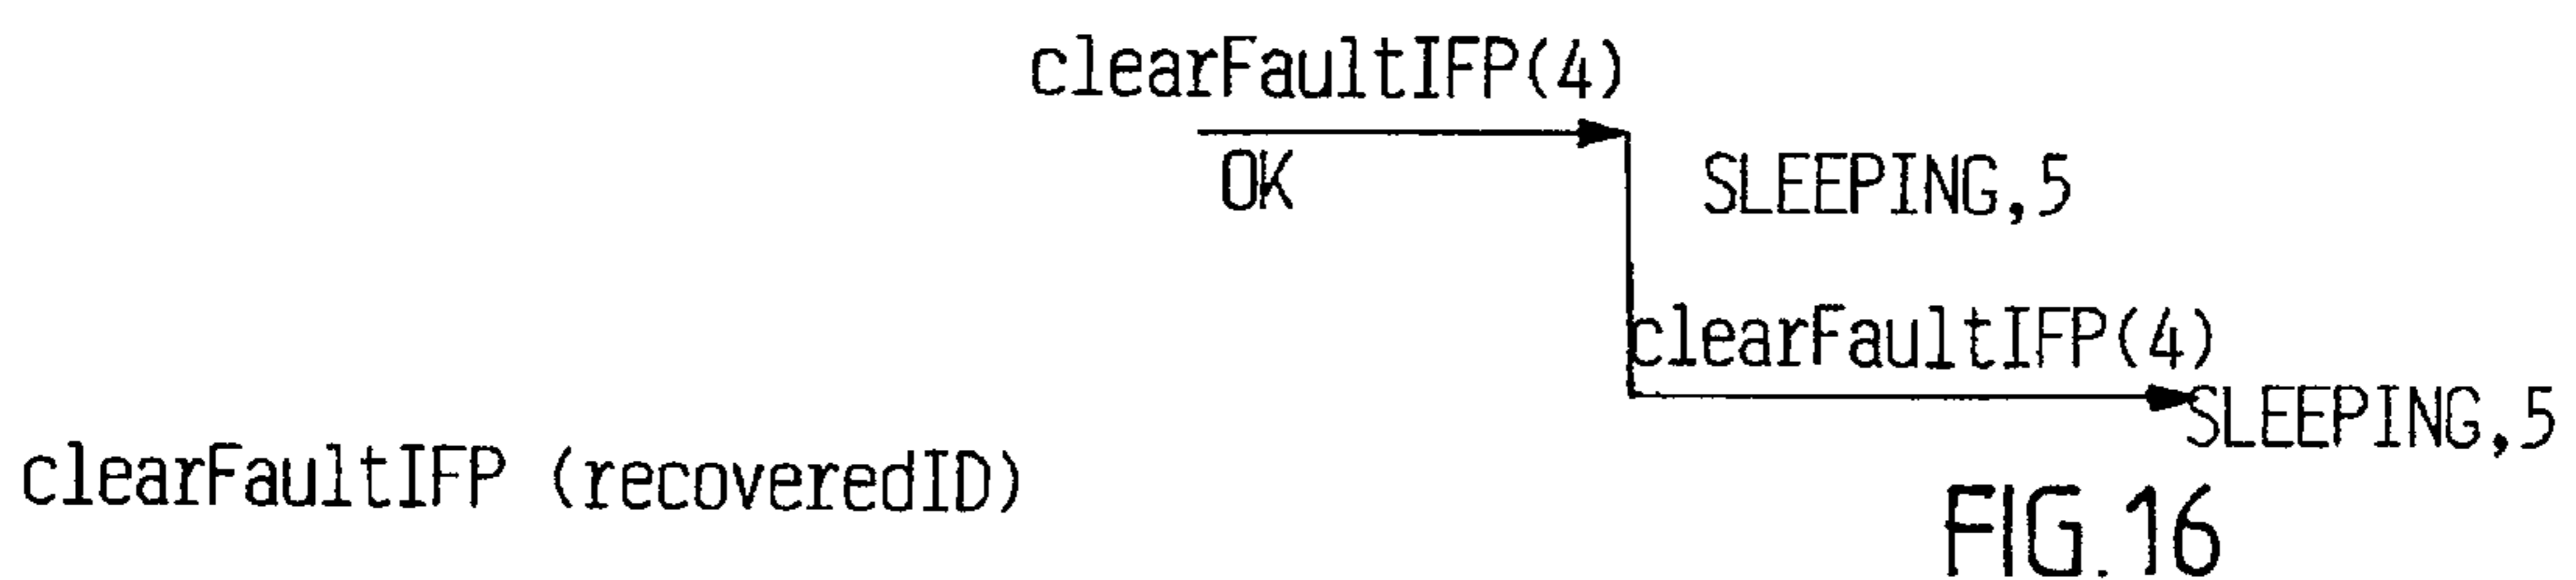 clearFaultIFP(4)
OK
SLEEPING,5
clearFaultIFP(4)
SLEEPING,5
clearFaultIFP (recoveredID)
FIG.16